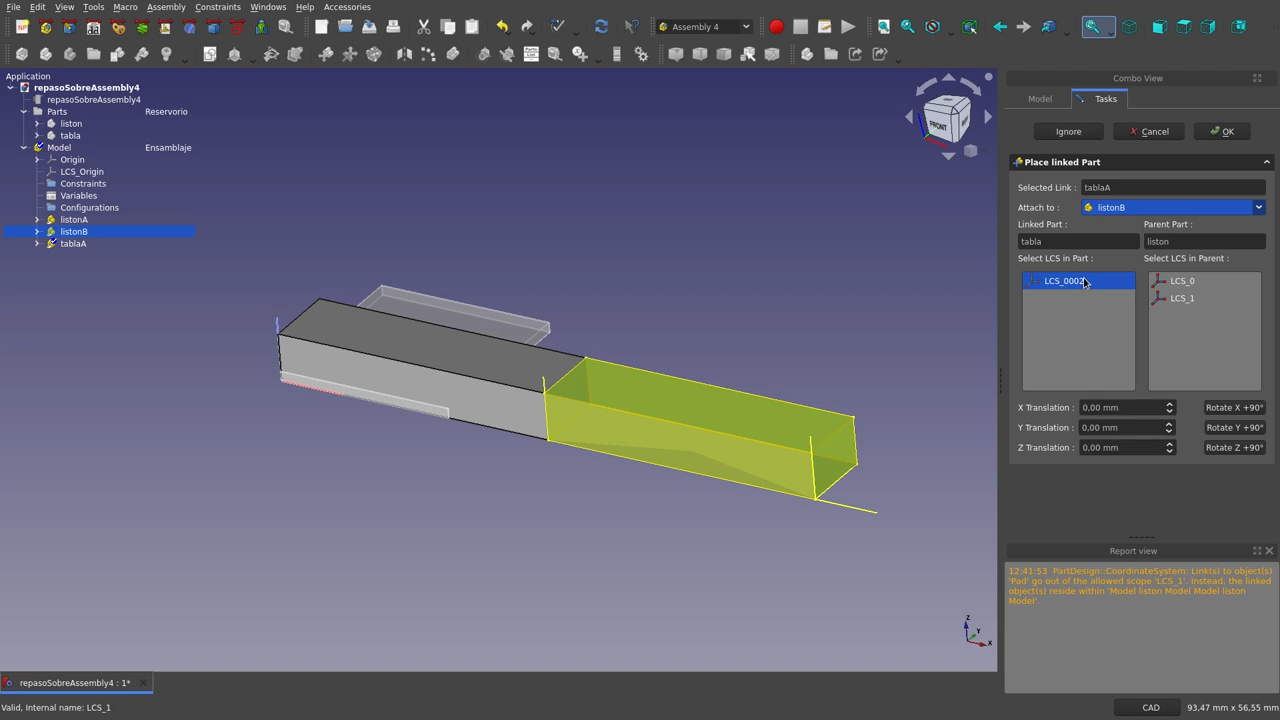 File Edit View Tools Macro Assembly Constraints Windows Help Accessories
Assembly 4
Application
repasoSobreAssembly4
repasoSobreAssembly4
Parts Reservorio
liston
tabla
Model Ensamblaje
Origin
LCS_Origin
Constraints
Variables
Configurations
listonA
listonB
tablaA
FRONT
Z
Y
X
Combo View
Model Tasks
Ignore Cancel OK
Place linked Part
Selected Link : tablaA
Attach to : listonB
Linked Part : Parent Part :
tabla liston
Select LCS in Part : Select LCS in Parent :
LCS_0002 LCS_0
LCS_1
X Translation : 0,00 mm Rotate X +90°
Y Translation : 0,00 mm Rotate Y +90°
Z Translation : 0,00 mm Rotate Z +90°
Report view
12:41:53 PartDesign::CoordinateSystem: Link(s) to object(s)
'Pad' go out of the allowed scope 'LCS_1'. Instead, the linked
object(s) reside within 'Model liston Model Model liston
Model'.
repasoSobreAssembly4 : 1*
Valid, Internal name: LCS_1
CAD 93,47 mm x 56,55 mm